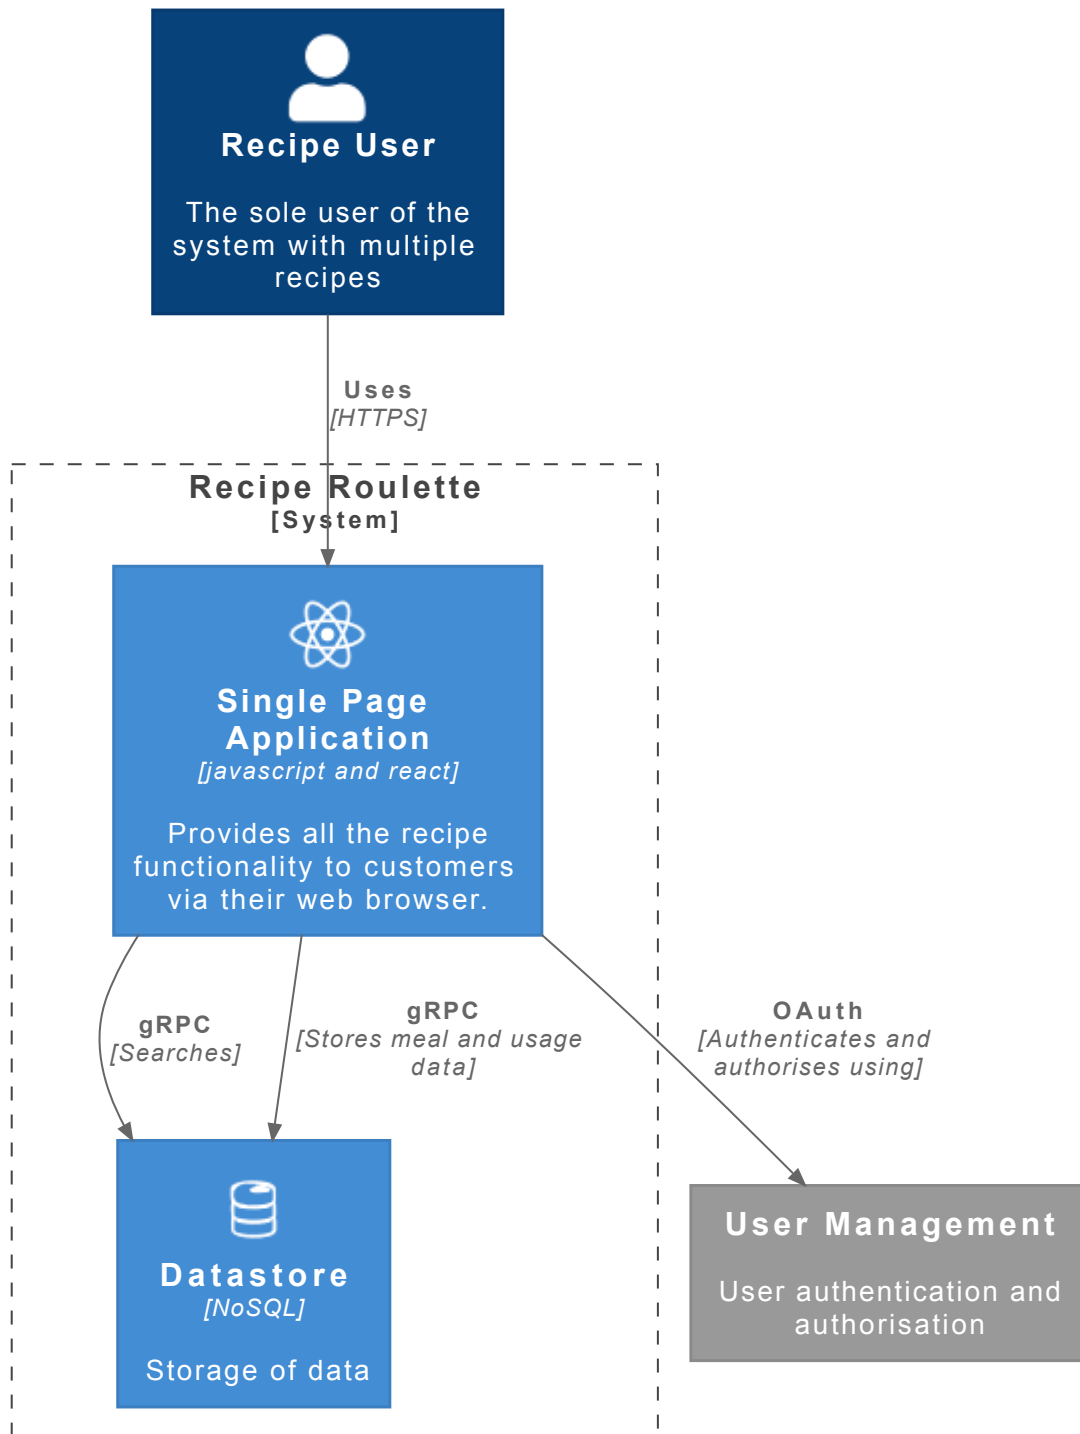 Recipe User
The sole user of the
system with multiple
recipes
Uses
[HTTPS]
Recipe Roulette
[System]
Single Page
Application
[javascript and react]
Provides all the recipe
functionality to customers
via their web browser.
gRPC
[Searches]
gRPC
[Stores meal and usage
data]
OAuth
[Authenticates and
authorises using]
Datastore
[NoSQL]
Storage of data
User Management
User authentication and
authorisation